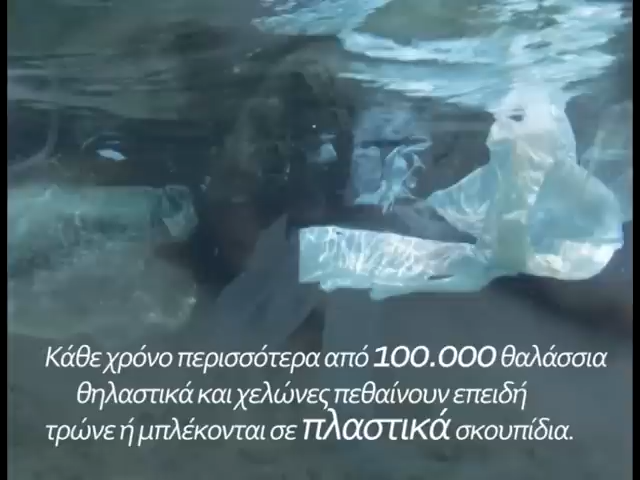 Κάθε χρόνο περισσότερα από 100.000 θαλάσσια
θηλαστικά και χελώνες πεθαίνουν επειδή
τρώνε ή μπλέκονται σε πλαστικά σκουπίδια.